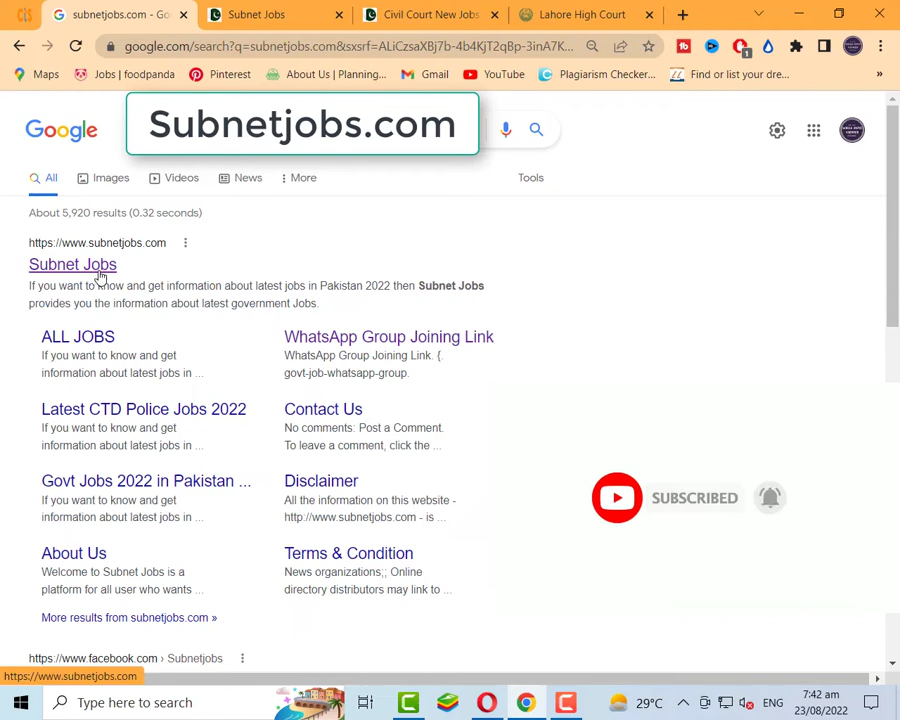 subnetjobs.com - Go
Subnet Jobs
Civil Court New Jobs
Lahore High Court
google.com/search?q=subnetjobs.com&sxsrf=ALiCzsaXBj7b-4b4KjT2qBp-3inA7K...
1
Maps
Jobs | foodpanda
Pinterest
About Us | Planning...
Gmail
YouTube
Plagiarism Checker...
Find or list your dre...
»
Google
Subnetjobs.com
All
Images
Videos
News
More
Tools
About 5,920 results (0.32 seconds)
https://www.subnetjobs.com
Subnet Jobs
If you want to know and get information about latest jobs in Pakistan 2022 then Subnet Jobs
provides you the information about latest government Jobs.
ALL JOBS
If you want to know and get
information about latest jobs in ...
WhatsApp Group Joining Link
WhatsApp Group Joining Link. {.
govt-job-whatsapp-group.
Latest CTD Police Jobs 2022
If you want to know and get
information about latest jobs in ...
Contact Us
No comments: Post a Comment.
To leave a comment, click the ...
Govt Jobs 2022 in Pakistan ...
If you want to know and get
information about latest jobs in ...
Disclaimer
All the information on this website -
http://www.subnetjobs.com - is ...
About Us
Welcome to Subnet Jobs is a
platform for all user who wants ...
Terms & Condition
News organizations;; Online
directory distributors may link to ...
SUBSCRIBED
More results from subnetjobs.com »
https://www.facebook.com › Subnetjobs
https://www.subnetjobs.com
Type here to search
29°C
ENG
7:42 am
23/08/2022